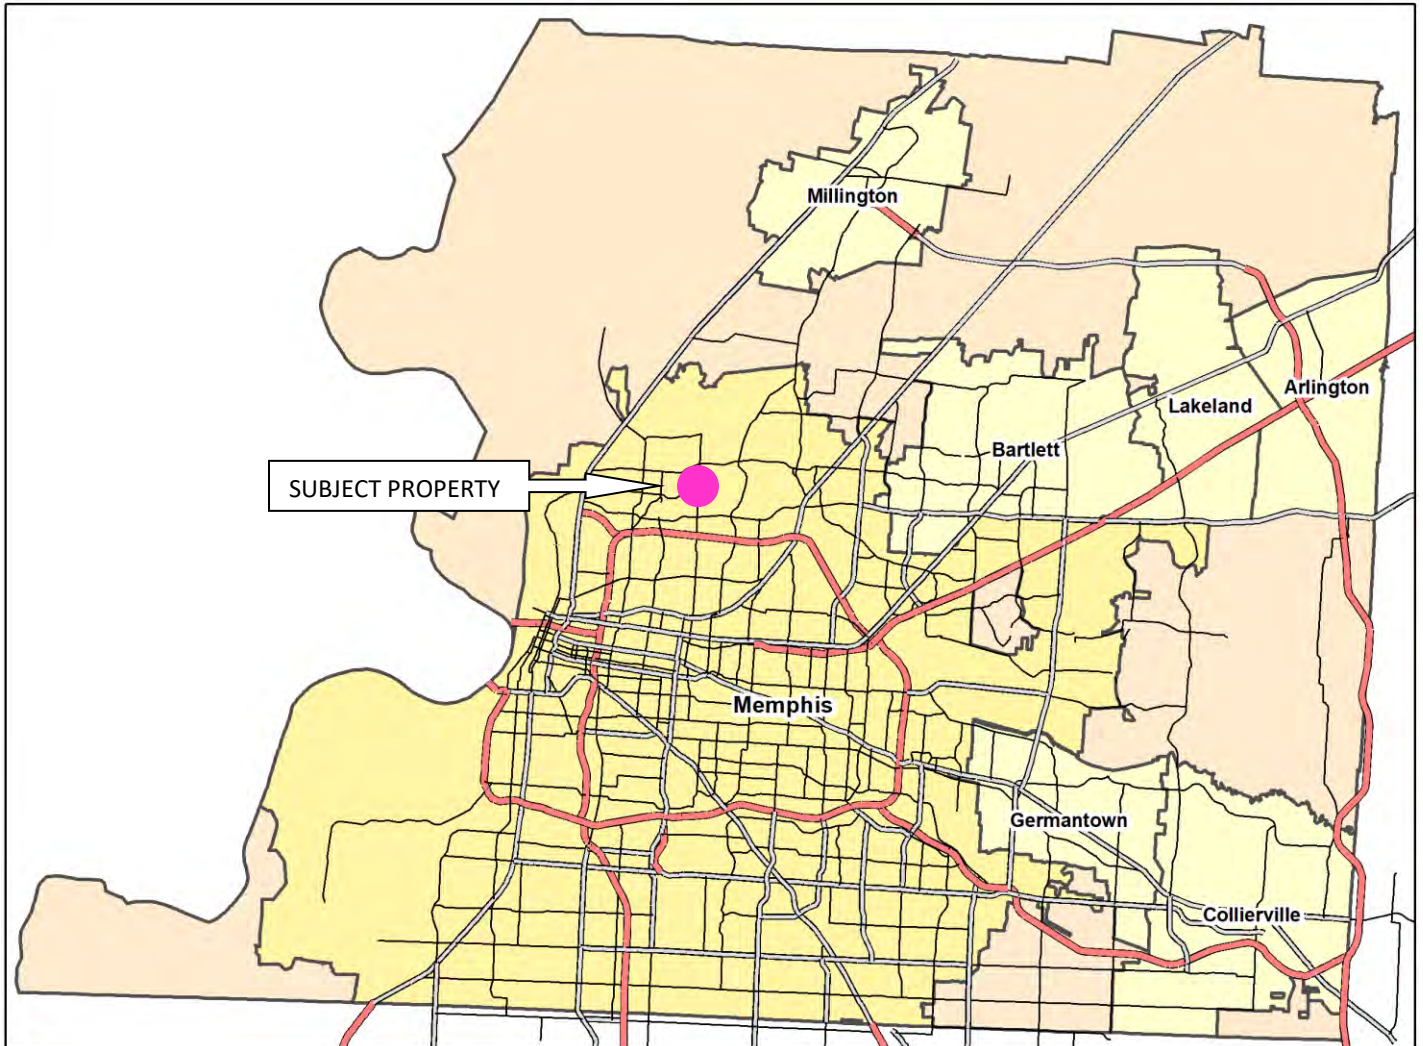 Millington
Arlington
Lakeland
Bartlett
SUBJECT PROPERTY
Memphis
Germantown
Collierville